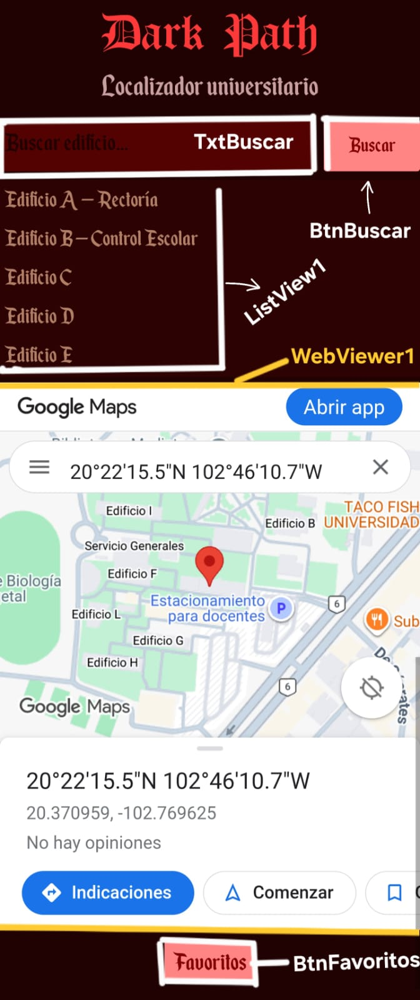 Dark Path
Localizador universitario
Buscar edificio...
TxtBuscar
Buscar
BtnBuscar
Edificio A – Rectoría
Edificio B – Control Escolar
Edificio C
Edificio D
Edificio E
ListView1
WebViewer1
Google Maps
Abrir app
20°22'15.5"N 102°46'10.7"W
Edificio I
TACO FISH
UNIVERSIDAD
Edificio B
Servicio Generales
Edificio F
e Biología
etal
Estacionamiento
para docentes
P
6
Edificio L
Sub
Edificio G
Edificio H
6
Google Maps
20°22'15.5"N 102°46'10.7"W
20.370959, -102.769625
No hay opiniones
Indicaciones
Comenzar
Favoritos
BtnFavoritos